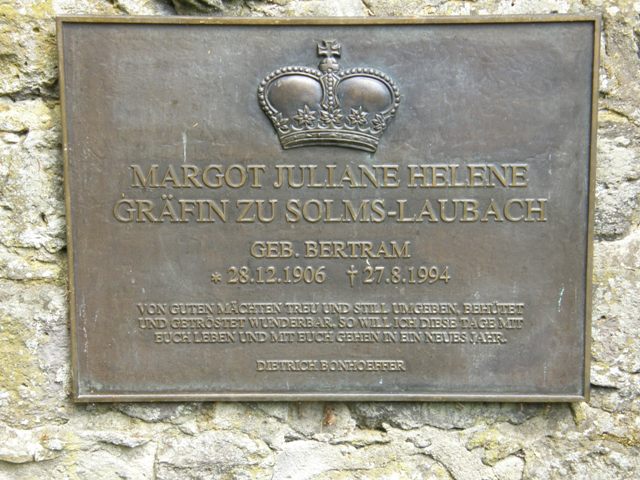 MARGOT JULIANE HELENE
GRÄFIN ZU SOLMS-LAUBACH
GEB. BERTRAM
* 28.12.1906 † 27.8.1994
VON GUTEN MÄCHTEN TREU UND STILL UMGEBEN, BEHÜTET
UND GETRÖSTET WUNDERBAR. SO WILL ICH DIESE TAGE MIT
EUCH LEBEN UND MIT EUCH GEHEN IN EIN NEUES JAHR.
DIETRICH BONHOEFFER